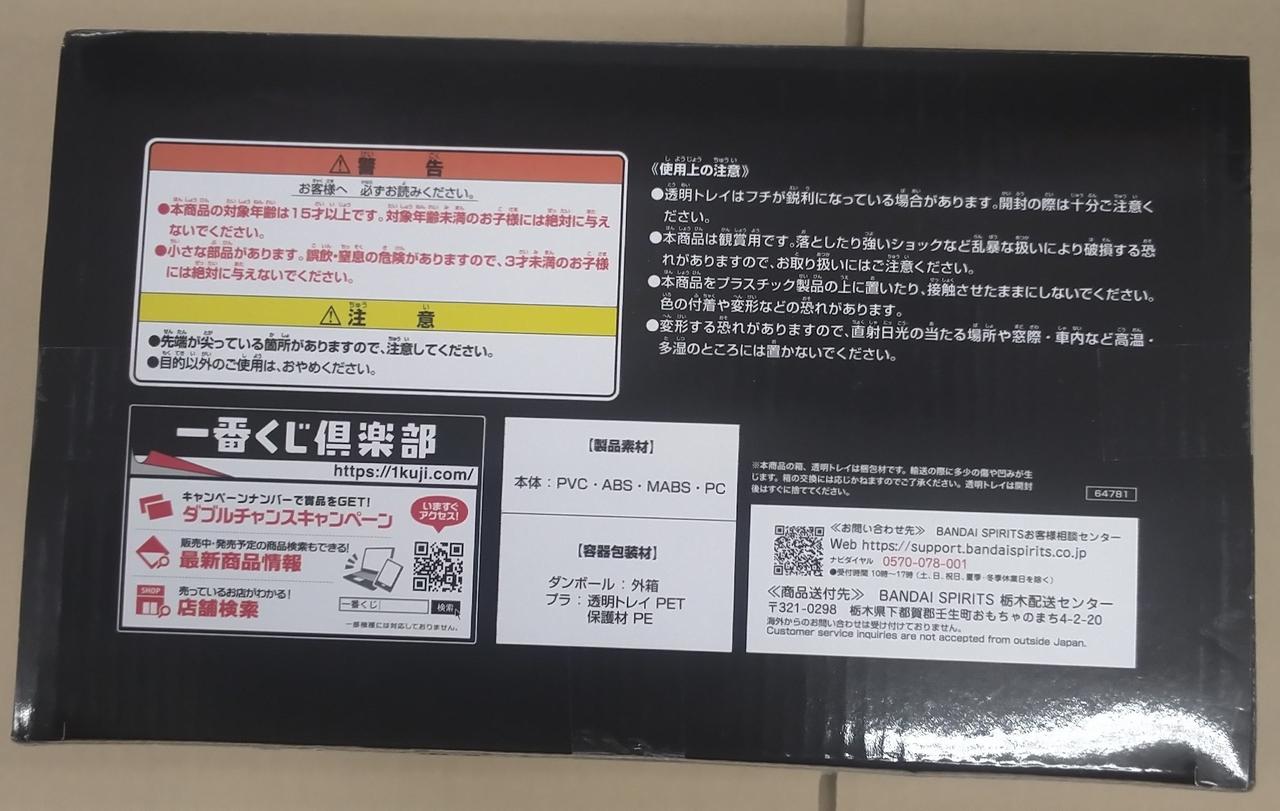 警告
お客様へ 必ずお読みください。
●本商品の対象年齢は15才以上です。対象年齢未満のお子様には絶対に与え
ないでください。
●小さな部品があります。誤飲・窒息の危険がありますので、3才未満のお子様
には絶対に与えないでください。
注意
●先端が尖っている箇所がありますので、注意してください。
●目的以外のご使用は、おやめください。
《使用上の注意》
●透明トレイはフチが鋭利になっている場合があります。開封の際は十分ご注意く
ださい。
●本商品は観賞用です。落としたり強いショックなど乱暴な扱いにより破損する恐
れがありますので、お取り扱いにはご注意ください。
●本商品をプラスチック製品の上に置いたり、接触させたままにしないでください。
色の付着や変形などの恐れがあります。
●変形する恐れがありますので、直射日光の当たる場所や窓際・車内など高温・
多湿のところには置かないでください。
一番くじ倶楽部
https://1kuji.com/
キャンペーンナンバーで賞品をGET!
ダブルチャンスキャンペーン
いますぐ
アクセス!
販売中・発売予定の商品検索もできる!
最新商品情報
SHOP
売っているお店がわかる!
店舗検索
一番くじ 検索
一部機種には対応しておりません。
【製品素材】
本体：PVC・ABS・MABS・PC
【容器包装材】
ダンボール：外箱
プラ：透明トレイ PET
保護材 PE
※本商品の箱、透明トレイは梱包材です。輸送の際に多少の傷や凹みが生
じます。箱の交換には応じかねますのでご了承ください。透明トレイは開封
後はすぐに捨ててください。
64781
≪お問い合わせ先≫ BANDAI SPIRITSお客様相談センター
Web https://support.bandaispirits.co.jp
ナビダイヤル 0570-078-001
●受付時間 10時〜17時（土、日、祝日、夏季・冬季休業日を除く）
≪商品送付先≫ BANDAI SPIRITS 栃木配送センター
〒321-0298 栃木県下都賀郡壬生町おもちゃのまち4-2-20
海外からのお問い合わせは受け付けておりません。
Customer service inquiries are not accepted from outside Japan.